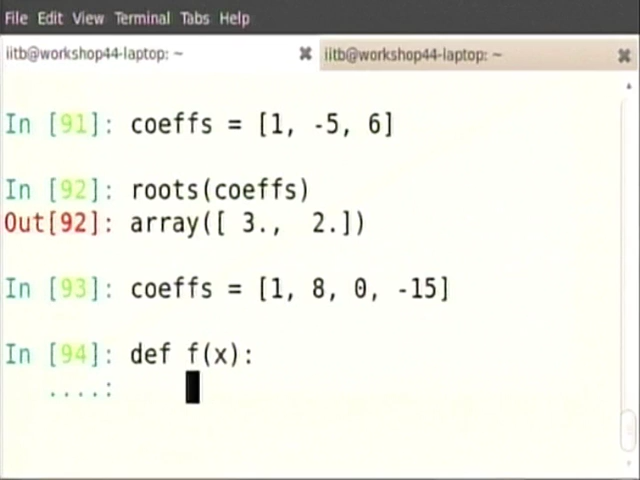 File Edit View Terminal Tabs Help
iitb@workshop44-laptop: ~ iitb@workshop44-laptop: ~
In [91]: coeffs = [1, -5, 6]
In [92]: roots(coeffs)
Out[92]: array([ 3.,  2.])
In [93]: coeffs = [1, 8, 0, -15]
In [94]: def f(x):
....: